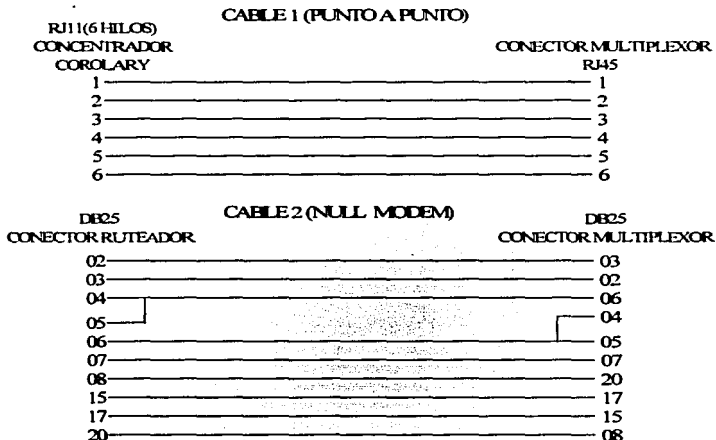 CABLE 1 (PUNTO A PUNTO)
RJ11(6 HILOS)
CONCENTRADOR
COROLARY
CONECTOR MULTIPLEXOR
RJ45
1 1
2 2
3 3
4 4
5 5
6 6
CABLE 2 (NULL MODEM)
DB25
CONECTOR RUTEADOR
DB25
CONECTOR MULTIPLEXOR
02 03
03 02
04 06
05 04
06 05
07 07
08 20
15 17
17 15
20 08